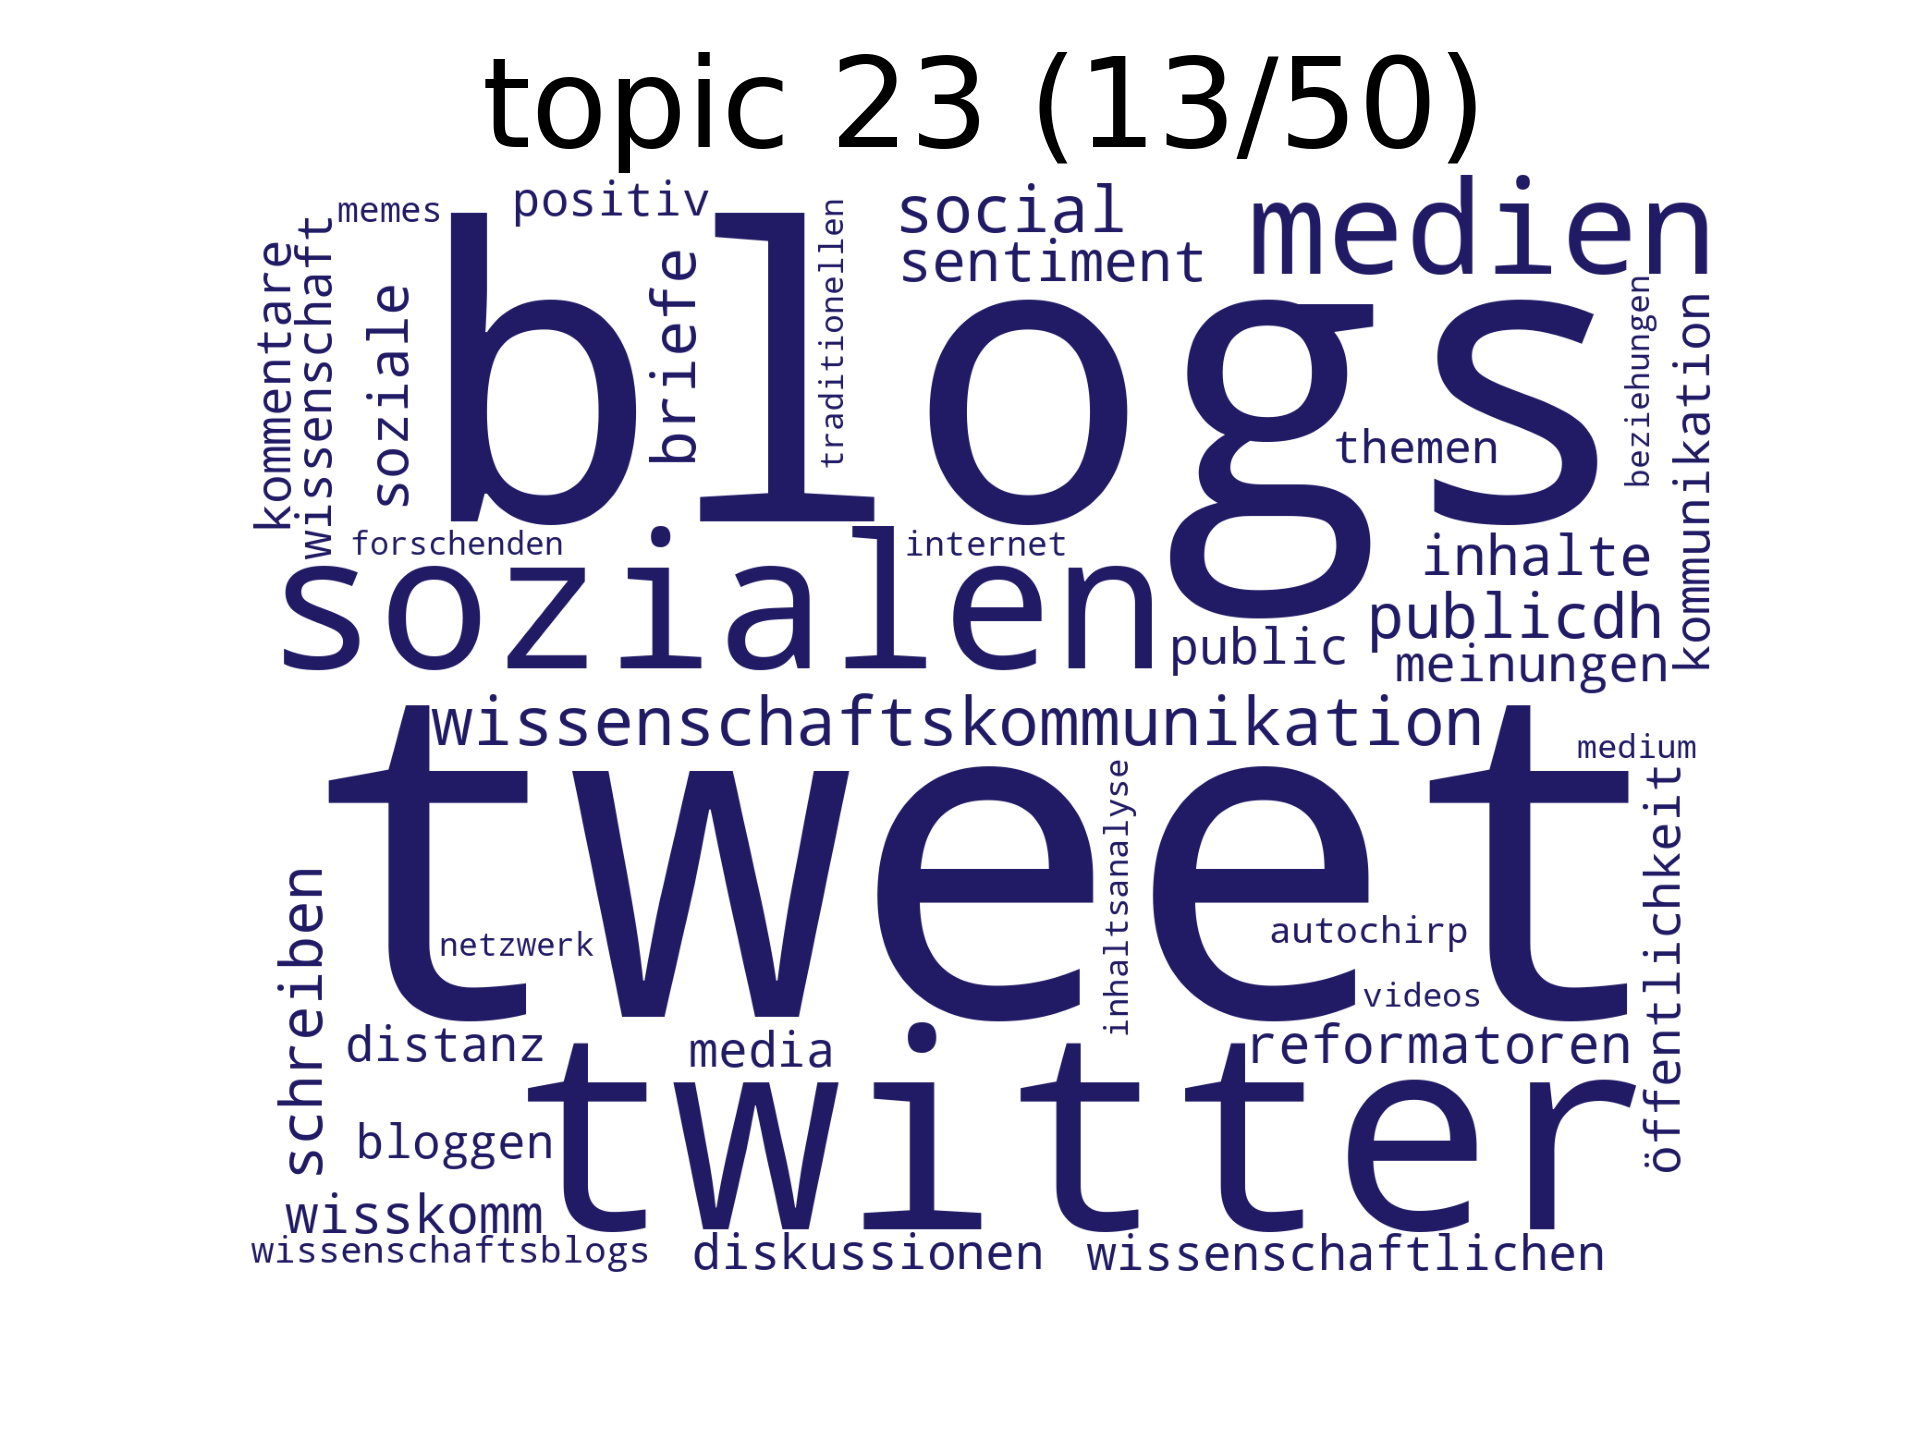 topic 23 (13/50)
memes
positiv
social
medien
sentiment
kommentare
wissenschaft
soziale
blogs
briefe
traditionellen
themen
beziehungen
kommunikation
forschenden
internet
inhalte
sozialen
publicdh
public
meinungen
wissenschaftskommunikation
medium
tweet
inhaltsanalyse
öffentlichkeit
schreiben
netzwerk
autochirp
videos
distanz
media
reformatoren
twitter
bloggen
wisskomm
wissenschaftsblogs
diskussionen
wissenschaftlichen